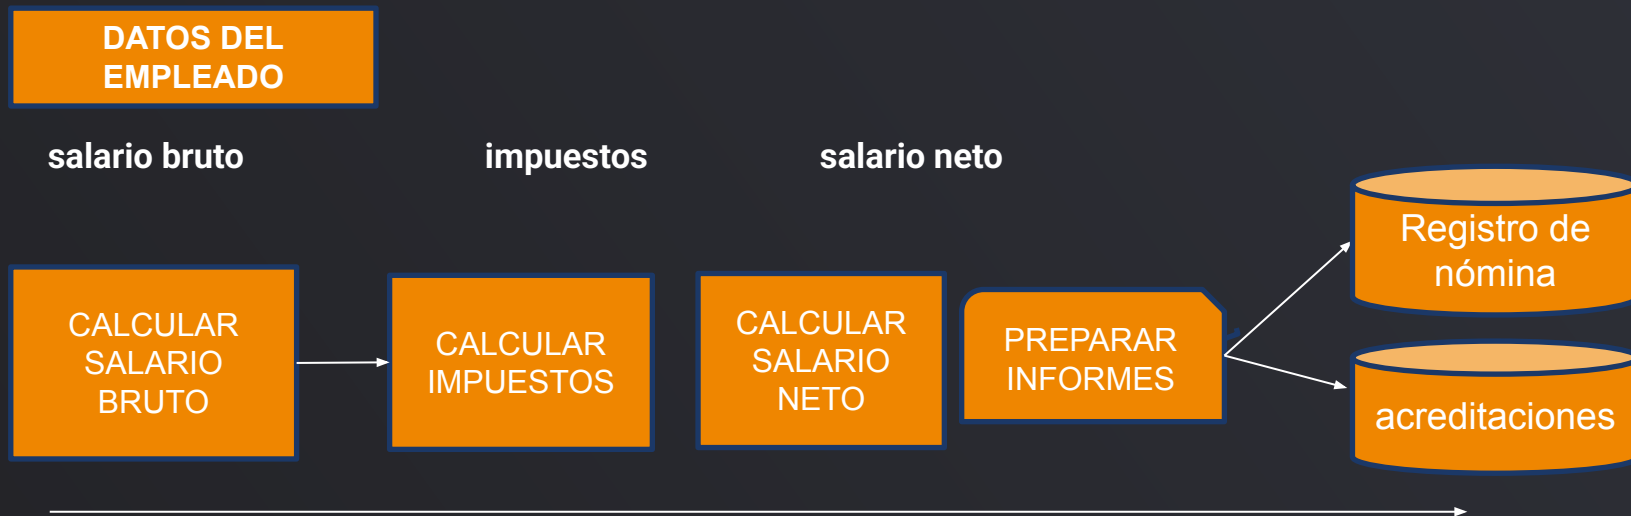 DATOS DEL
EMPLEADO
salario bruto
impuestos
salario neto
CALCULAR
SALARIO
BRUTO
CALCULAR
IMPUESTOS
CALCULAR
SALARIO
NETO
PREPARAR
INFORMES
Registro de
nómina
acreditaciones